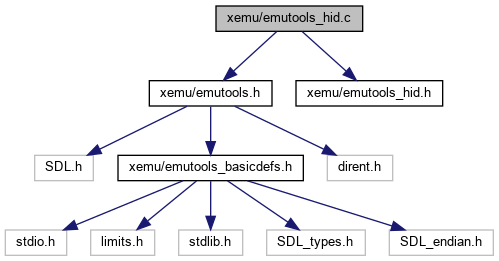 xemu/emutools_hid.c
xemu/emutools.h
xemu/emutools_hid.h
SDL.h
xemu/emutools_basicdefs.h
dirent.h
stdio.h
limits.h
stdlib.h
SDL_types.h
SDL_endian.h